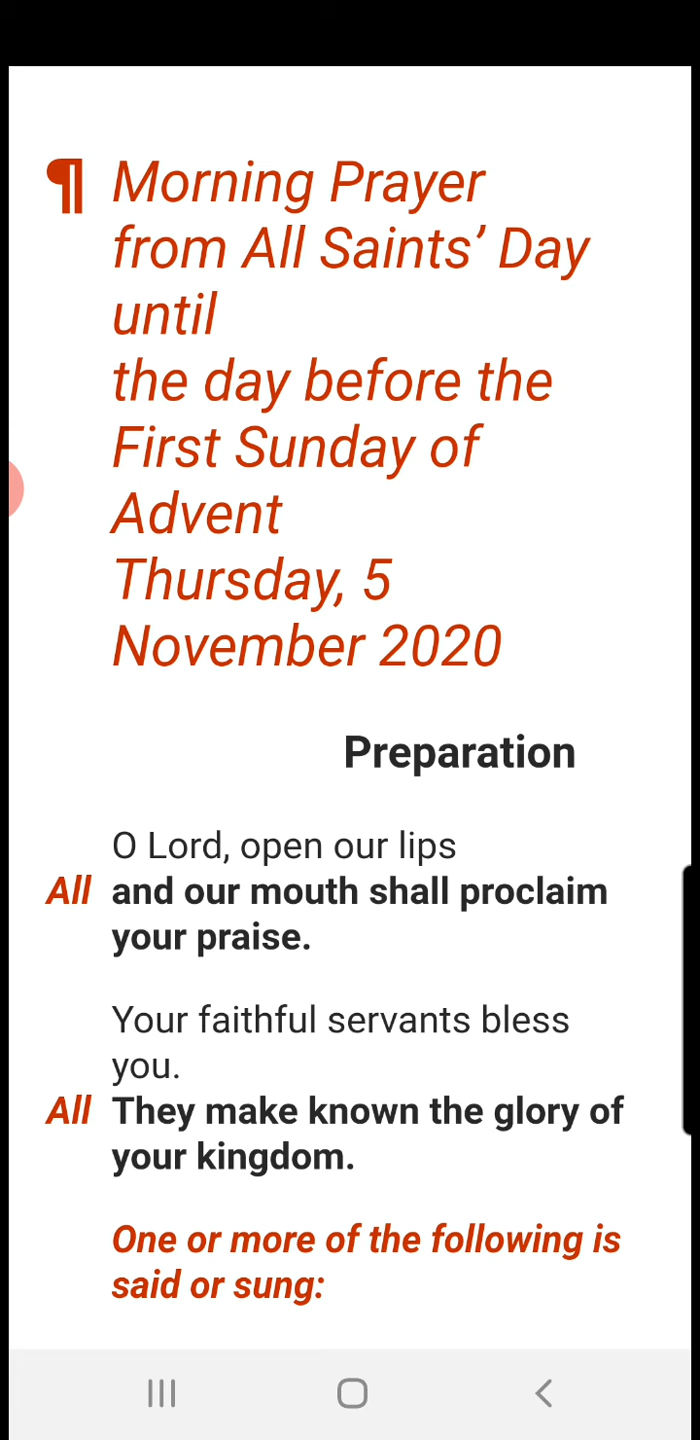 ¶ Morning Prayer
from All Saints’ Day
until
the day before the
First Sunday of
Advent
Thursday, 5
November 2020
Preparation
O Lord, open our lips
All and our mouth shall proclaim
your praise.
Your faithful servants bless
you.
All They make known the glory of
your kingdom.
One or more of the following is
said or sung: